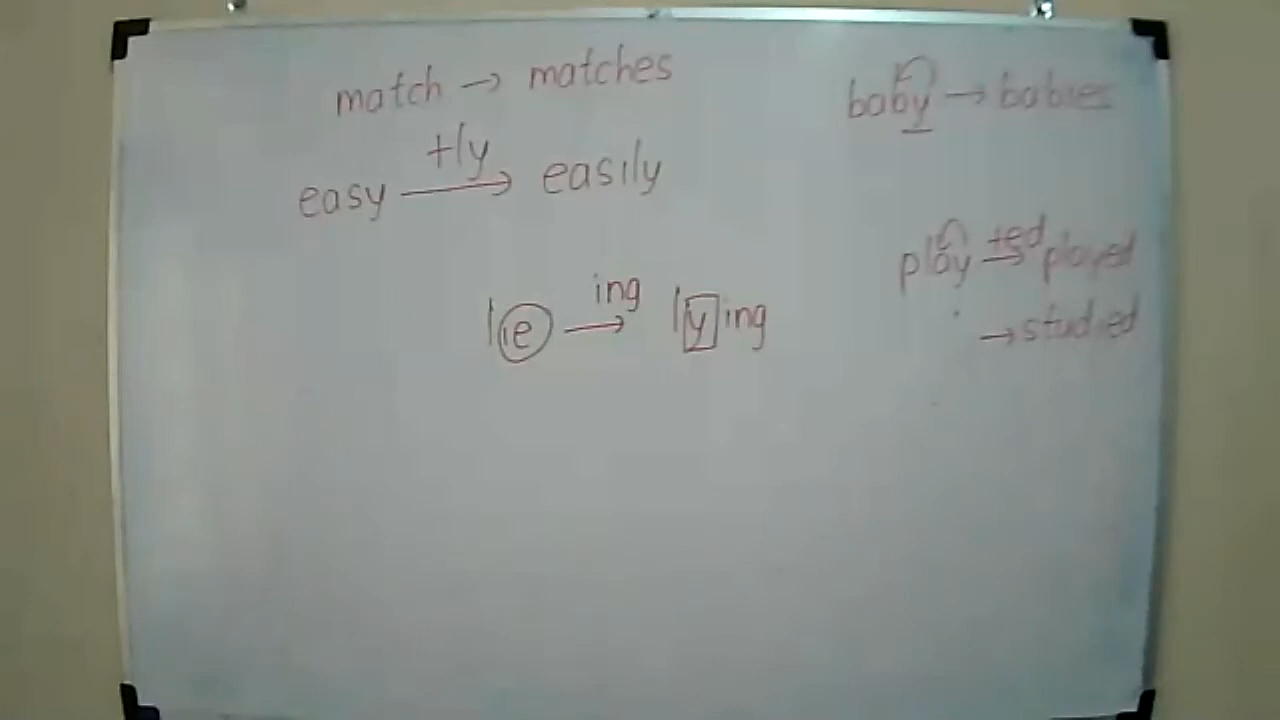 match → matches
baby → babies
+ly
easy → easily
+ed
play → played
ing
lie → lying
→ studied